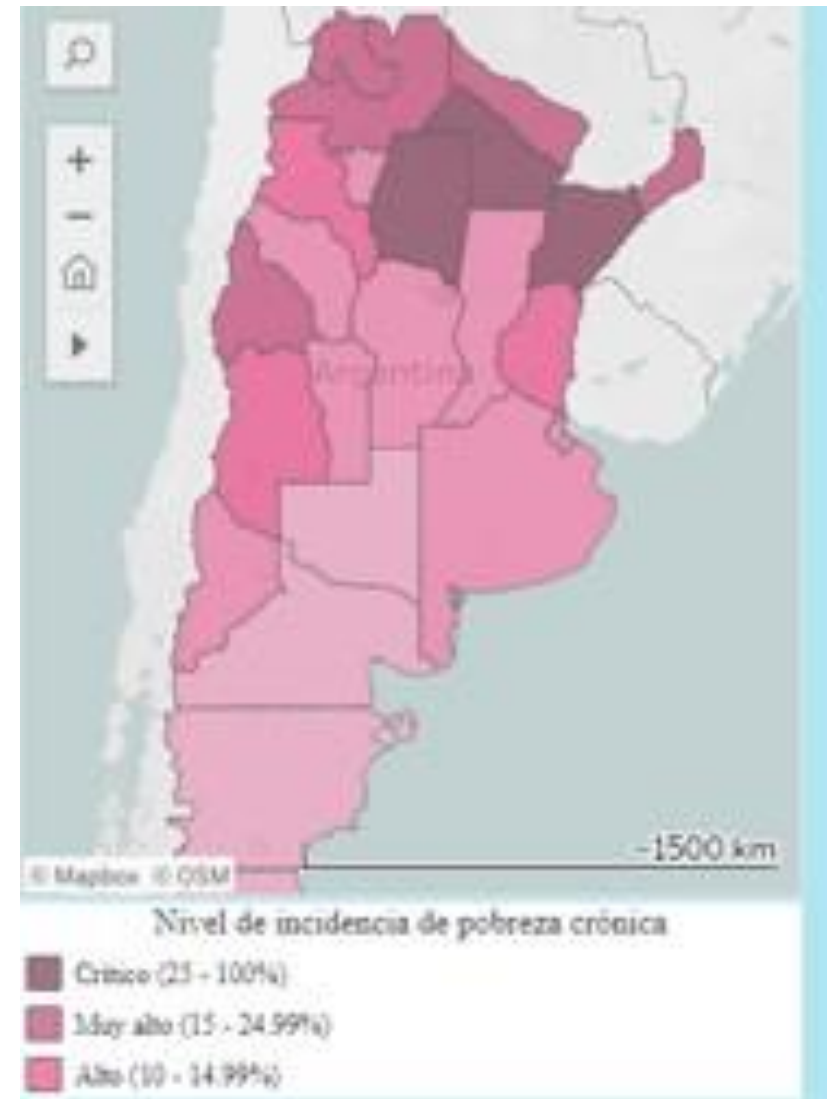 +
−
Argentina
~1500 km
© Mapbox © OSM
Nivel de incidencia de pobreza crónica
Crítico (25 - 100%)
Muy alto (15 - 24.99%)
Alto (10 - 14.99%)